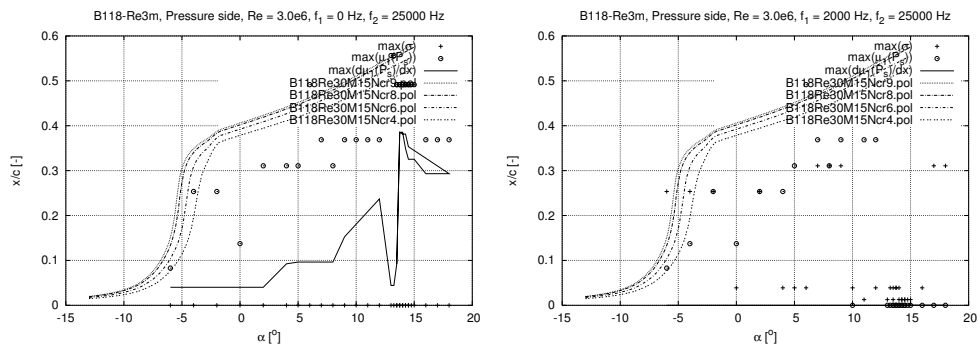 B118-Re3m, Pressure side, Re = 3.0e6, f1 = 0 Hz, f2 = 25000 Hz
max(σ)
max(μ1(Ps))
max(dμ1[Ps]/dx)
B118Re30M15Ncr9.pol
B118Re30M15Ncr8.pol
B118Re30M15Ncr6.pol
B118Re30M15Ncr4.pol
x/c [-]
0.6
0.5
0.4
0.3
0.2
0.1
0
-15 -10 -5 0 5 10 15 20
α [o]
B118-Re3m, Pressure side, Re = 3.0e6, f1 = 2000 Hz, f2 = 25000 Hz
max(σ)
max(μ1(Ps))
max(dμ1[Ps]/dx)
B118Re30M15Ncr9.pol
B118Re30M15Ncr8.pol
B118Re30M15Ncr6.pol
B118Re30M15Ncr4.pol
x/c [-]
0.6
0.5
0.4
0.3
0.2
0.1
0
-15 -10 -5 0 5 10 15 20
α [o]